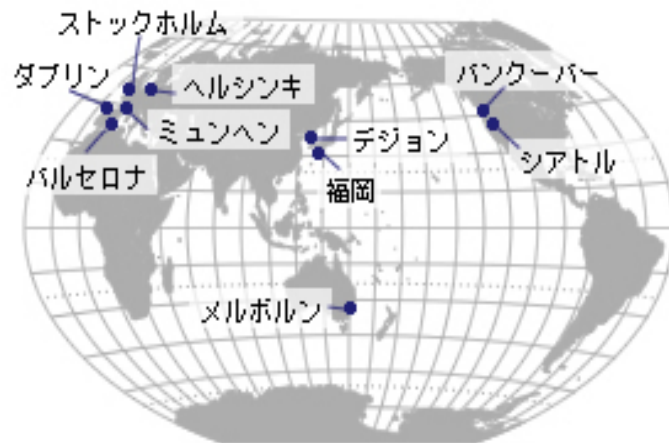 ストックホルム
ダブリン
ヘルシンキ
バンクーバー
ミュンヘン
デジョン
シアトル
バルセロナ
福岡
メルボルン